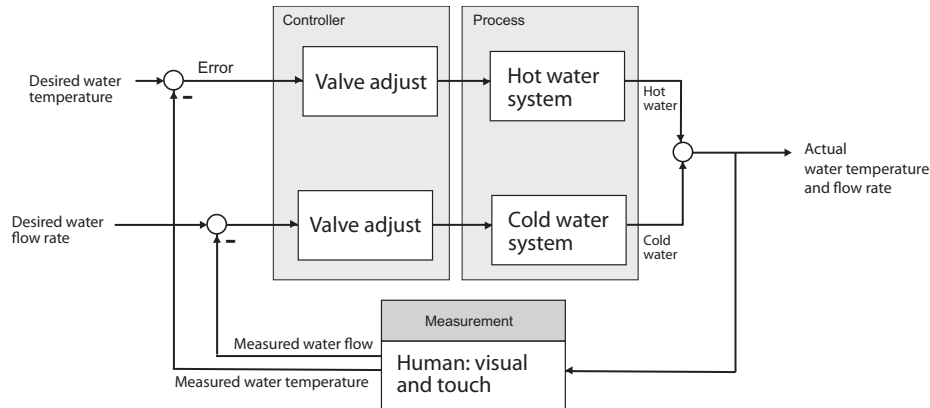 Controller
Process
Desired water
temperature
Error
-
Valve adjust
Hot water
system
Hot
water
Actual
water temperature
and flow rate
Desired water
flow rate
-
Valve adjust
Cold water
system
Cold
water
Measurement
Measured water flow
Measured water temperature
Human: visual
and touch